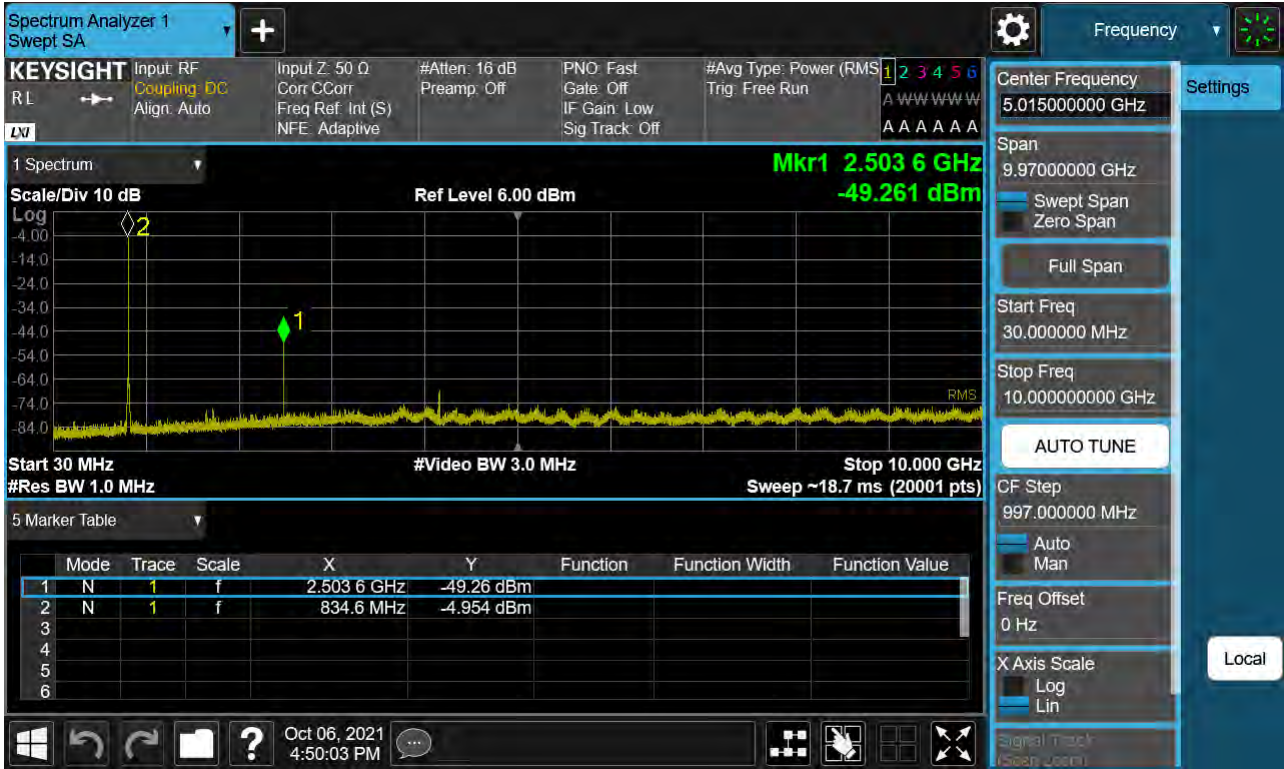 Spectrum Analyzer 1
Swept SA
+
Frequency
KEYSIGHT
RL
LXI
Input: RF
Coupling: DC
Align: Auto
Input Z: 50 Ω
Corr CCorr
Freq Ref: Int (S)
NFE: Adaptive
#Atten: 16 dB
Preamp: Off
PNO: Fast
Gate: Off
IF Gain: Low
Sig Track: Off
#Avg Type: Power (RMS
Trig: Free Run
1 2 3 4 5 6
A W W W W W
A A A A A A
1 Spectrum
Mkr1 2.503 6 GHz
Scale/Div 10 dB
Ref Level 6.00 dBm
-49.261 dBm
Log
2
-4.00
-14.0
-24.0
-34.0
1
-44.0
-54.0
-64.0
-74.0
RMS
-84.0
Start 30 MHz
#Video BW 3.0 MHz
Stop 10.000 GHz
#Res BW 1.0 MHz
Sweep ~18.7 ms (20001 pts)
5 Marker Table
Mode Trace Scale X Y Function Function Width Function Value
1 N 1 f 2.503 6 GHz -49.26 dBm
2 N 1 f 834.6 MHz -4.954 dBm
3
4
5
6
Oct 06, 2021
4:50:03 PM
Center Frequency
5.015000000 GHz
Span
9.97000000 GHz
Swept Span
Zero Span
Full Span
Start Freq
30.000000 MHz
Stop Freq
10.000000000 GHz
AUTO TUNE
CF Step
997.000000 MHz
Auto
Man
Freq Offset
0 Hz
X Axis Scale
Log
Lin
Signal Track
(Span Zoom)
Settings
Local